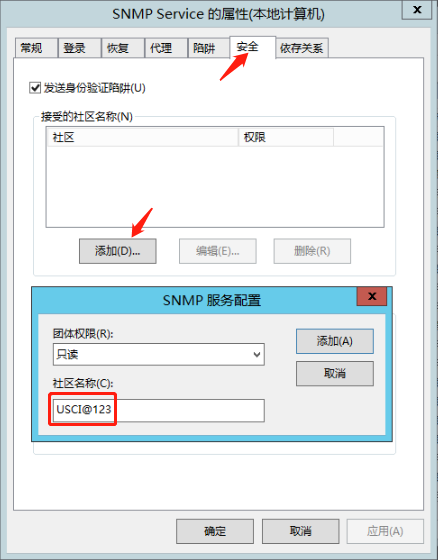 SNMP Service 的属性(本地计算机)
x
常规 登录 恢复 代理 陷阱 安全 依存关系
发送身份验证陷阱(U)
接受的社区名称(N)
社区 权限
添加(D)... 编辑(E)... 删除(R)
SNMP 服务配置
x
团体权限(R):
添加(A)
只读
取消
社区名称(C):
USCI@123
确定 取消 应用(A)